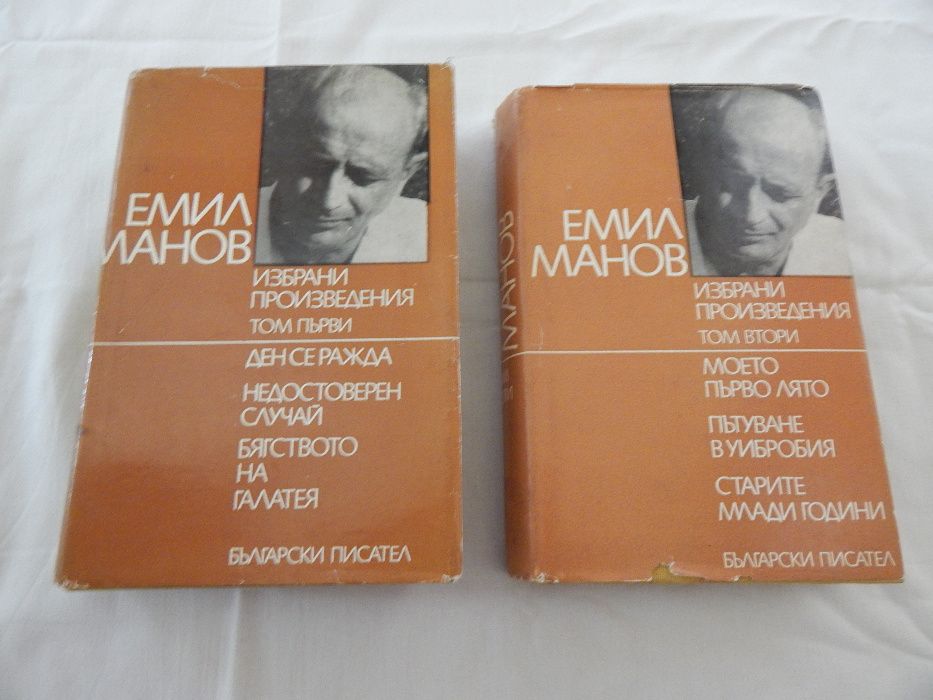 ЕМИЛ
МАНОВ
ИЗБРАНИ
ПРОИЗВЕДЕНИЯ
ТОМ ПЪРВИ
ДЕН СЕ РАЖДА
НЕДОСТОВЕРЕН
СЛУЧАЙ
БЯГСТВОТО
НА
ГАЛАТЕЯ
БЪЛГАРСКИ ПИСАТЕЛ
МАНОВ
ЕМИЛ
МАНОВ
ИЗБРАНИ
ПРОИЗВЕДЕНИЯ
ТОМ ВТОРИ
МОЕТО
ПЪРВО ЛЯТО
ПЪТУВАНЕ
В УИБРОБИЯ
СТАРИТЕ
МЛАДИ ГОДИНИ
БЪЛГАРСКИ ПИСАТЕЛ